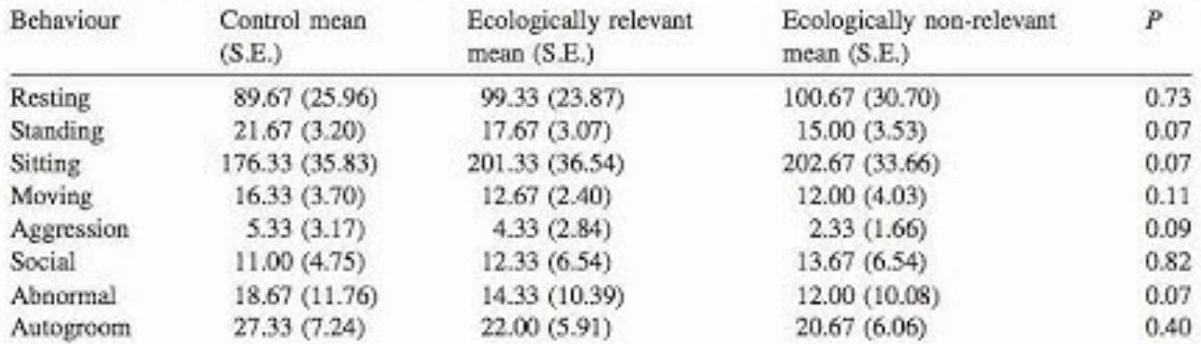 Behaviour Control mean Ecologically relevant Ecologically non-relevant P
(S.E.) mean (S.E.) mean (S.E.)
Resting 89.67 (25.96) 99.33 (23.87) 100.67 (30.70) 0.73
Standing 21.67 (3.20) 17.67 (3.07) 15.00 (3.53) 0.07
Sitting 176.33 (35.83) 201.33 (36.54) 202.67 (33.66) 0.07
Moving 16.33 (3.70) 12.67 (2.40) 12.00 (4.03) 0.11
Aggression 5.33 (3.17) 4.33 (2.84) 2.33 (1.66) 0.09
Social 11.00 (4.75) 12.33 (6.54) 13.67 (6.54) 0.82
Abnormal 18.67 (11.76) 14.33 (10.39) 12.00 (10.08) 0.07
Autogroom 27.33 (7.24) 22.00 (5.91) 20.67 (6.06) 0.40